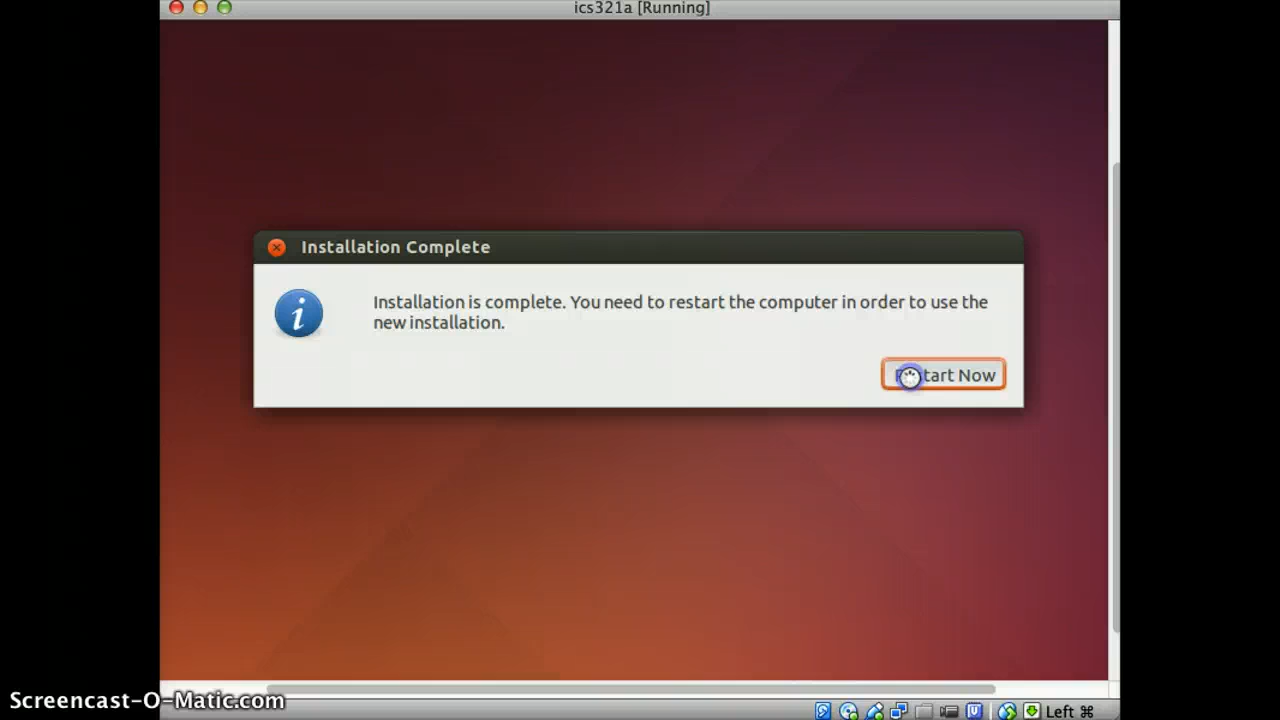 ics321a [Running]
Installation Complete
i
Installation is complete. You need to restart the computer in order to use the
new installation.
Now
Left ⌘
Screencast-O-Matic.com